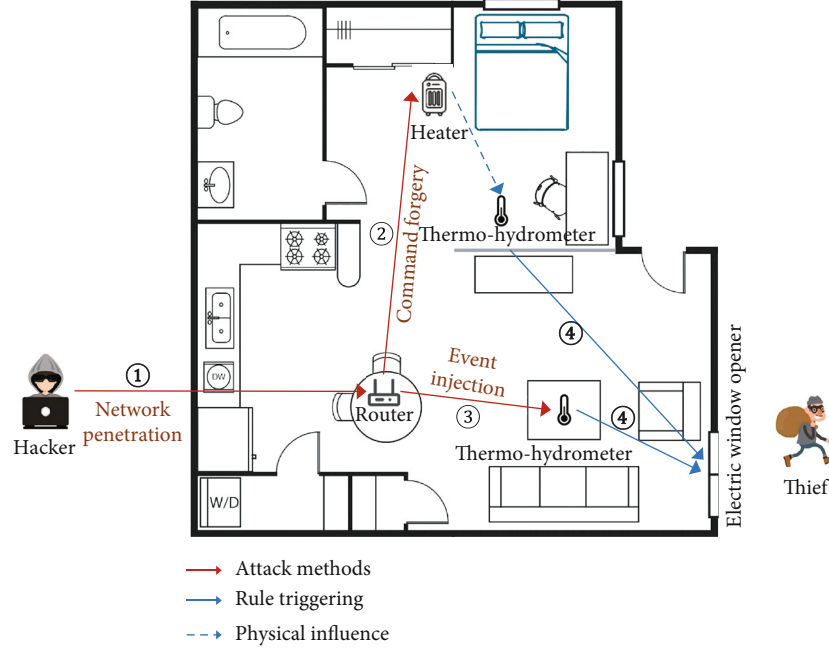 Heater
Thermo-hydrometer
②
Command forgery
④
①
Network
penetration
Hacker
DW
Router
Event
injection
③
④
Thermo-hydrometer
Electric window opener
Thief
W/D
Attack methods
Rule triggering
Physical influence